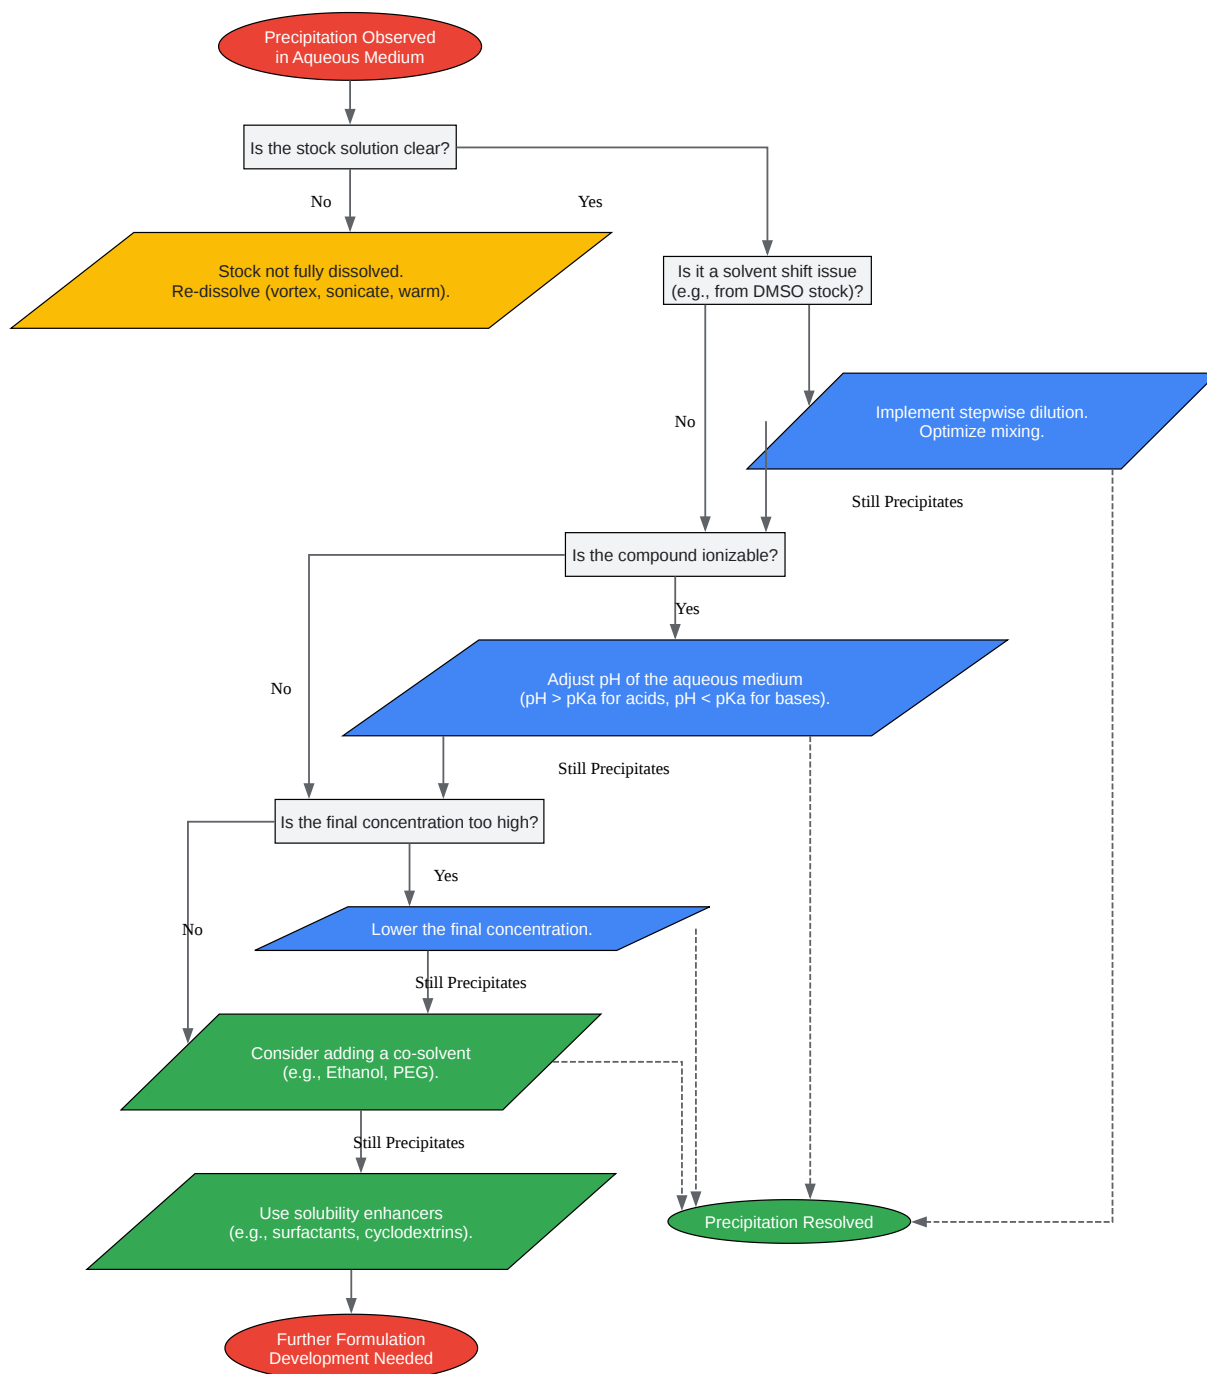 Precipitation Observed
in Aqueous Medium
Is the stock solution clear?
No
Yes
Stock not fully dissolved.
Re-dissolve (vortex, sonicate, warm).
Is it a solvent shift issue
(e.g., from DMSO stock)?
Implement stepwise dilution.
Optimize mixing.
No
Still Precipitates
Is the compound ionizable?
Yes
Adjust pH of the aqueous medium
(pH > pKa for acids, pH < pKa for bases).
No
Still Precipitates
Is the final concentration too high?
Yes
No
Lower the final concentration.
Still Precipitates
Consider adding a co-solvent
(e.g., Ethanol, PEG).
Still Precipitates
Use solubility enhancers
(e.g., surfactants, cyclodextrins).
Precipitation Resolved
Further Formulation
Development Needed